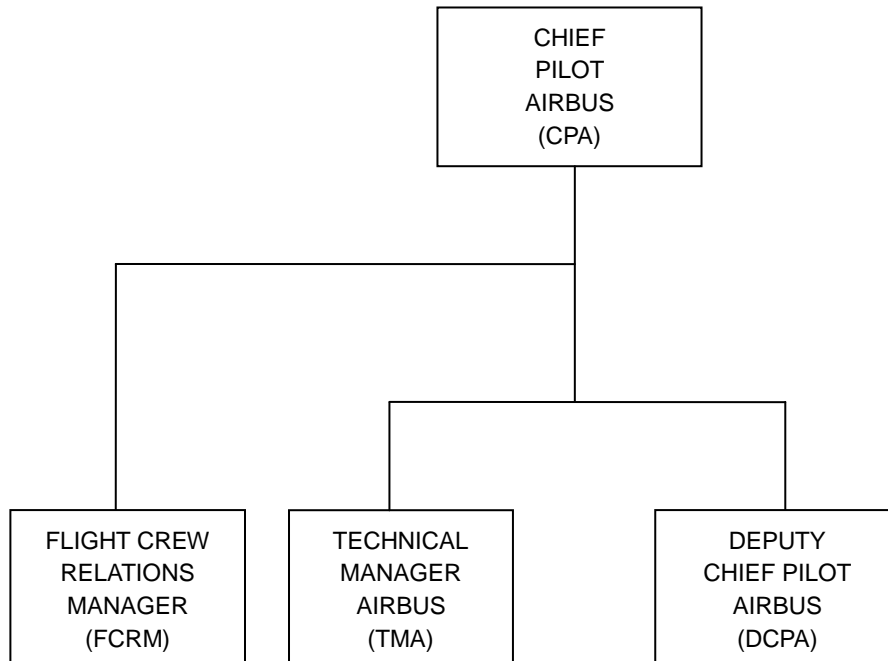 CHIEF
PILOT
AIRBUS
(CPA)
FLIGHT CREW
RELATIONS
MANAGER
(FCRM)
TECHNICAL
MANAGER
AIRBUS
(TMA)
DEPUTY
CHIEF PILOT
AIRBUS
(DCPA)